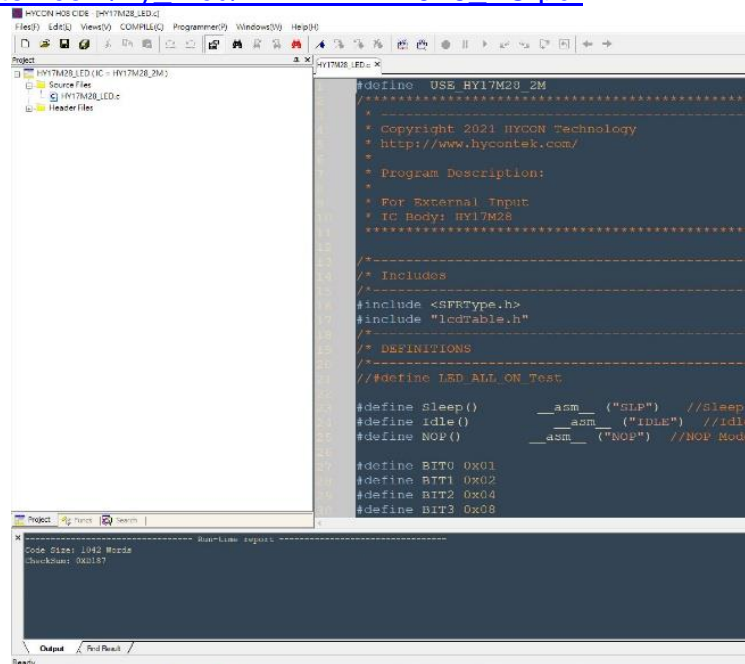 HYCON H08 CIDE - [HY17M28_LED.c]
File(F) Edit(E) Views(V) COMPILE(C) Programmer(P) Windows(W) Help(H)
Project
HY17M28_LED ( IC = HY17M28_2M )
Source Files
HY17M28_LED.c
Header Files
HY17M28_LED.c
#define USE_HY17M28_2M
/********************************************
* --------------------------------------------
* Copyright 2021 HYCON Technology
* http://www.hycontek.com/
*
* Program Description:
*
* For External Input
* IC Body: HY17M28
********************************************
/*--------------------------------------------
/* Includes
/*--------------------------------------------
#include <SFRType.h>
#include "lcdTable.h"
/*--------------------------------------------
/* DEFINITIONS
/*--------------------------------------------
//#define LED_ALL_ON_Test
#define Sleep() __asm__ ("SLP") //Sleep
#define Idle() __asm__ ("IDLE") //Idl
#define NOP() __asm__ ("NOP") //NOP Mod
#define BIT0 0x01
#define BIT1 0x02
#define BIT2 0x04
#define BIT3 0x08
Project Funcs Search
-------------------------------- Run-time report --------------------------------
Code Size: 1042 Words
CheckSum: 0XD187
Output Find Result
Ready